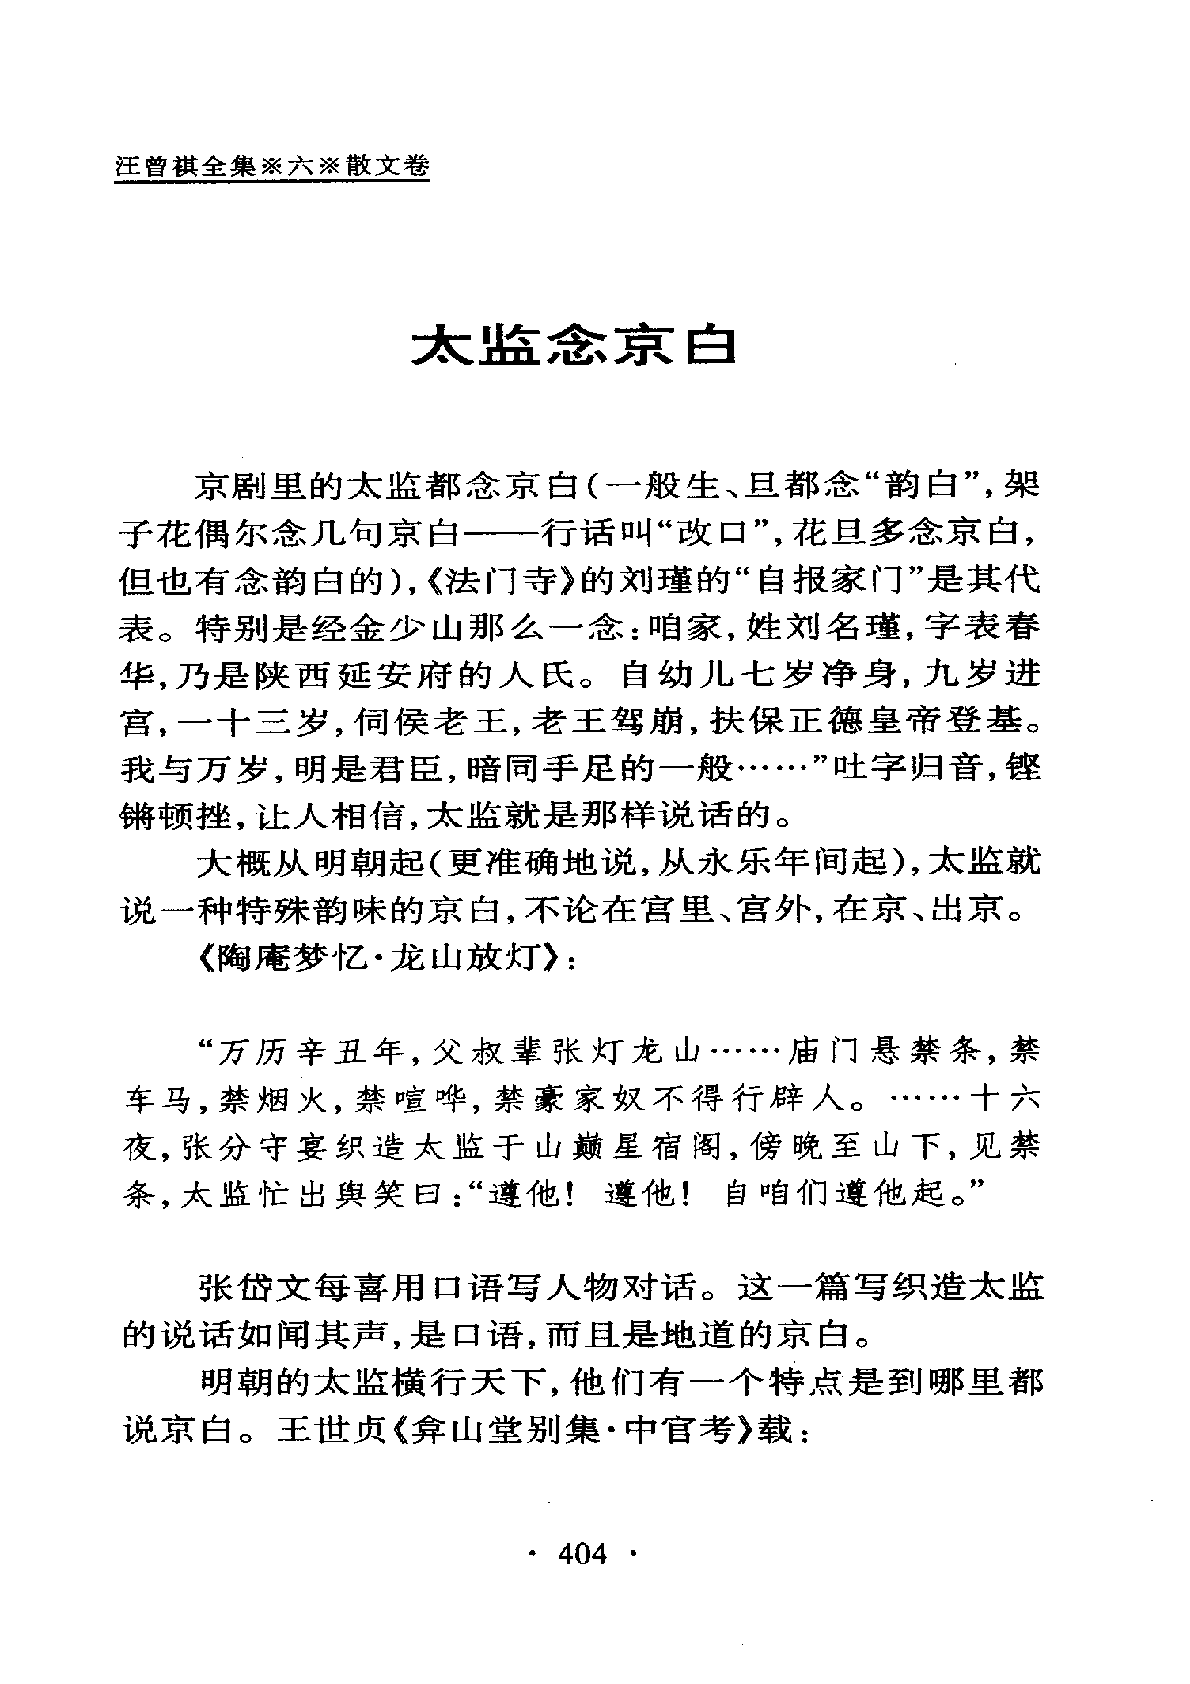 汪曾祺全集※六※散文卷
太监念京白
京剧里的太监都念京白(一般生、旦都念“韵白”,架
子花偶尔念几句京白——行话叫“改口”,花旦多念京白,
但也有念韵白的),《法门寺》的刘瑾的“自报家门”是其代
表。特别是经金少山那么一念:咱家,姓刘名瑾,字表春
华,乃是陕西延安府的人氏。自幼儿七岁净身,九岁进
宫,一十三岁,伺侯老王,老王驾崩,扶保正德皇帝登基。
我与万岁,明是君臣,暗同手足的一般……”吐字归音,铿
锵顿挫,让人相信,太监就是那样说话的。
大概从明朝起(更准确地说,从永乐年间起),太监就
说一种特殊韵味的京白,不论在宫里、宫外,在京、出京。
《陶庵梦忆·龙山放灯》:
“万历辛丑年,父叔辈张灯龙山……庙门悬禁条,禁
车马,禁烟火,禁喧哗,禁豪家奴不得行辟人。……十六
夜,张分守宴织造太监于山巅星宿阁,傍晚至山下,见禁
条,太监忙出舆笑曰:“遵他! 遵他! 自咱们遵他起。”
张岱文每喜用口语写人物对话。这一篇写织造太监
的说话如闻其声,是口语,而且是地道的京白。
明朝的太监横行天下,他们有一个特点是到哪里都
说京白。王世贞《弇山堂别集·中官考》载:
· 404 ·